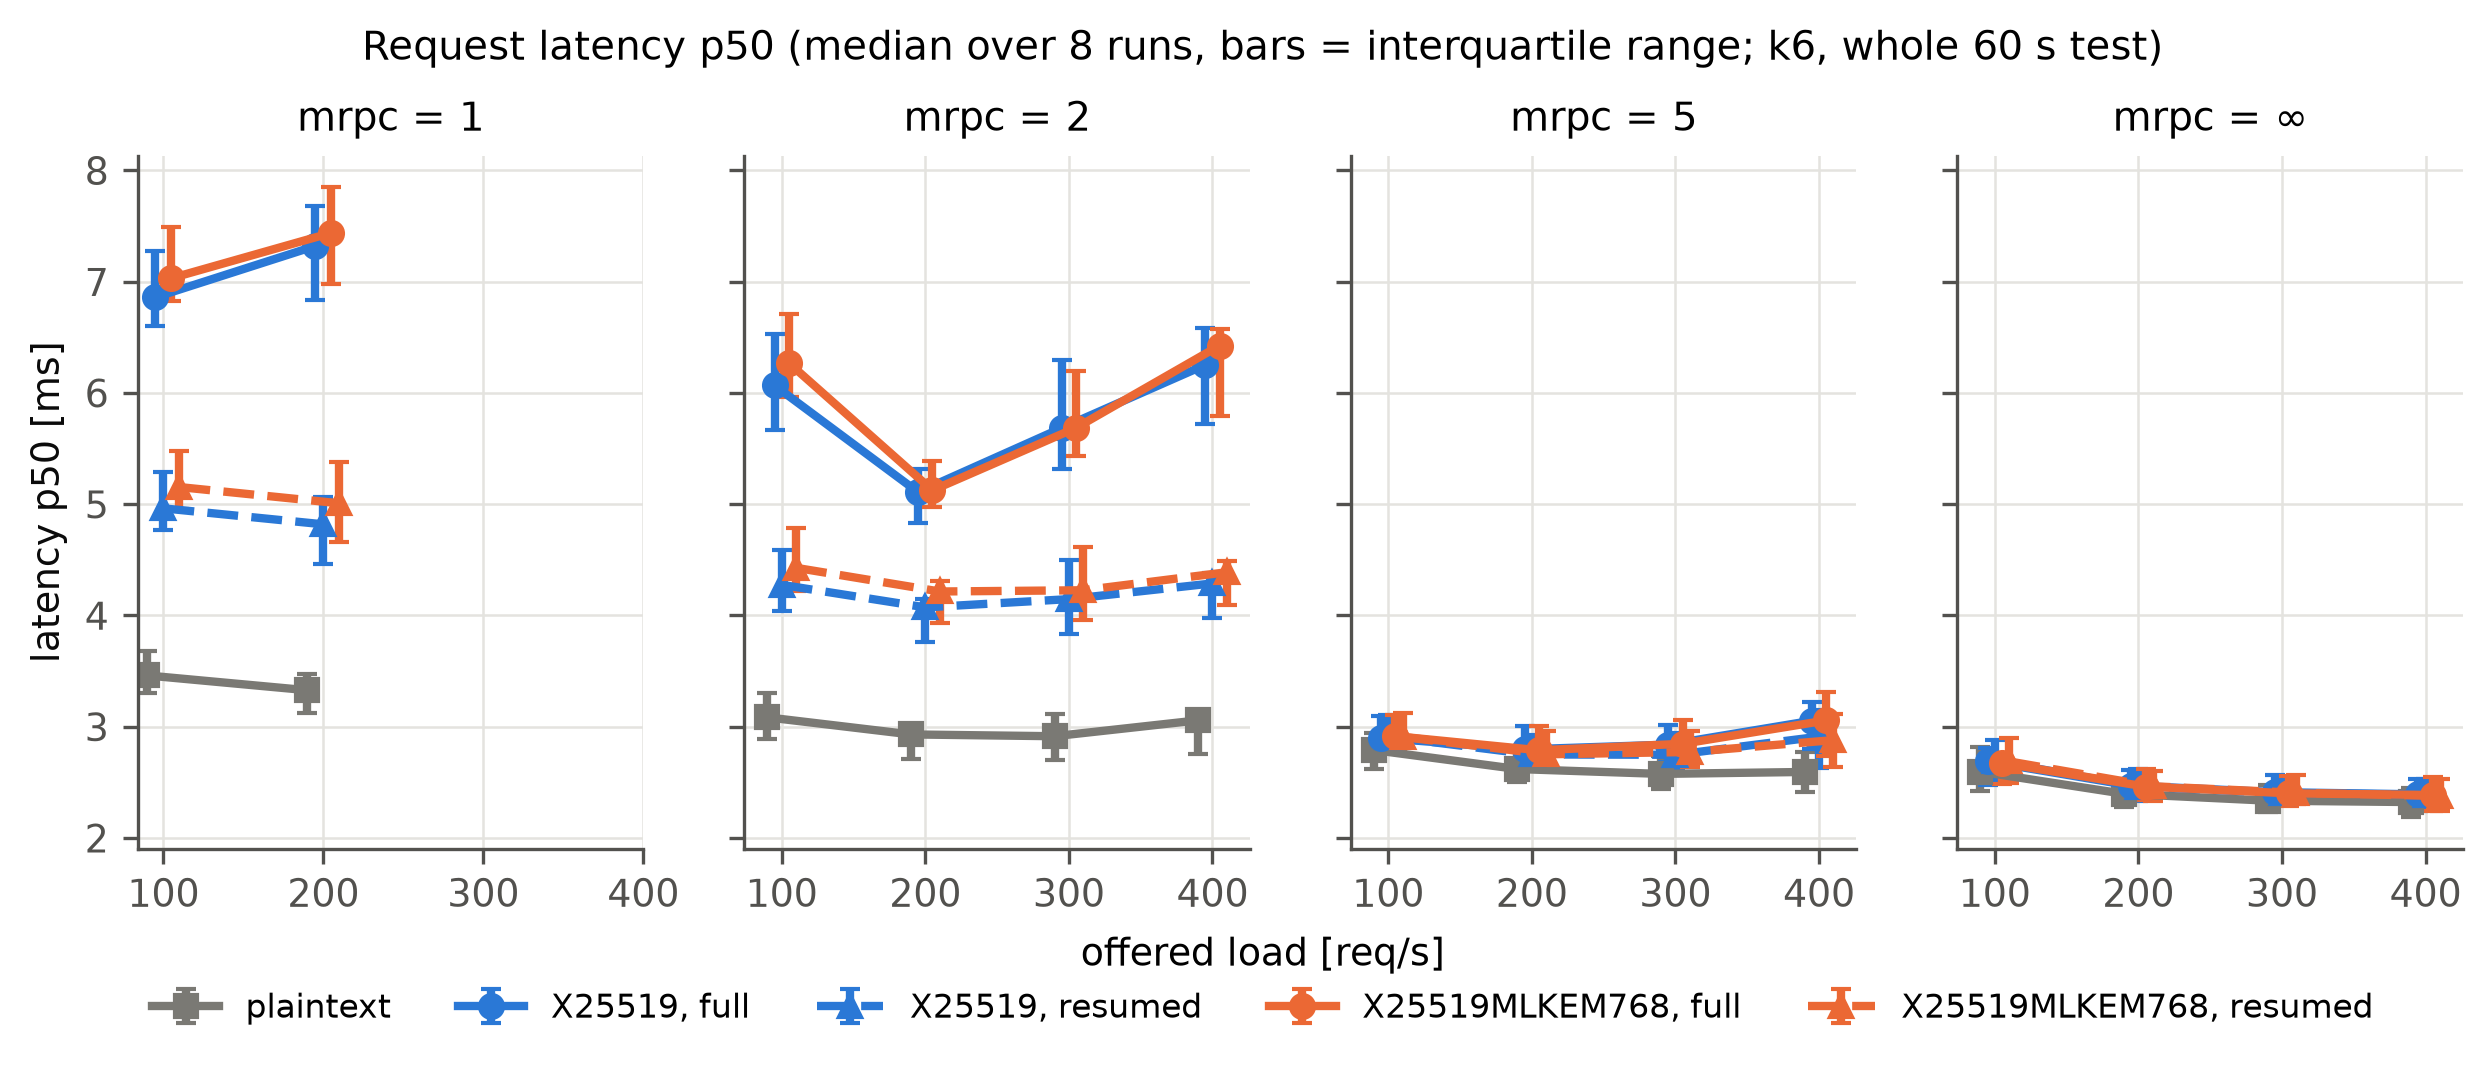 Request latency p50 (median over 8 runs, bars = interquartile range; k6, whole 60 s test)
mrpc = 1
mrpc = 2
mrpc = 5
mrpc = ∞
latency p50 [ms]
8
7
6
5
4
3
2
100 200 300 400
100 200 300 400
100 200 300 400
100 200 300 400
offered load [req/s]
plaintext
X25519, full
X25519, resumed
X25519MLKEM768, full
X25519MLKEM768, resumed